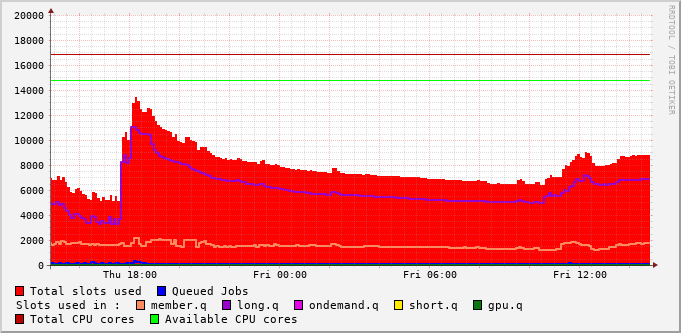 20000
18000
16000
14000
12000
10000
8000
6000
4000
2000
0
Thu 18:00 Fri 00:00 Fri 06:00 Fri 12:00
Total slots used Queued Jobs
Slots used in : member.q long.q ondemand.q short.q gpu.q
Total CPU cores Available CPU cores
RRDTOOL / TOBI OETIKER